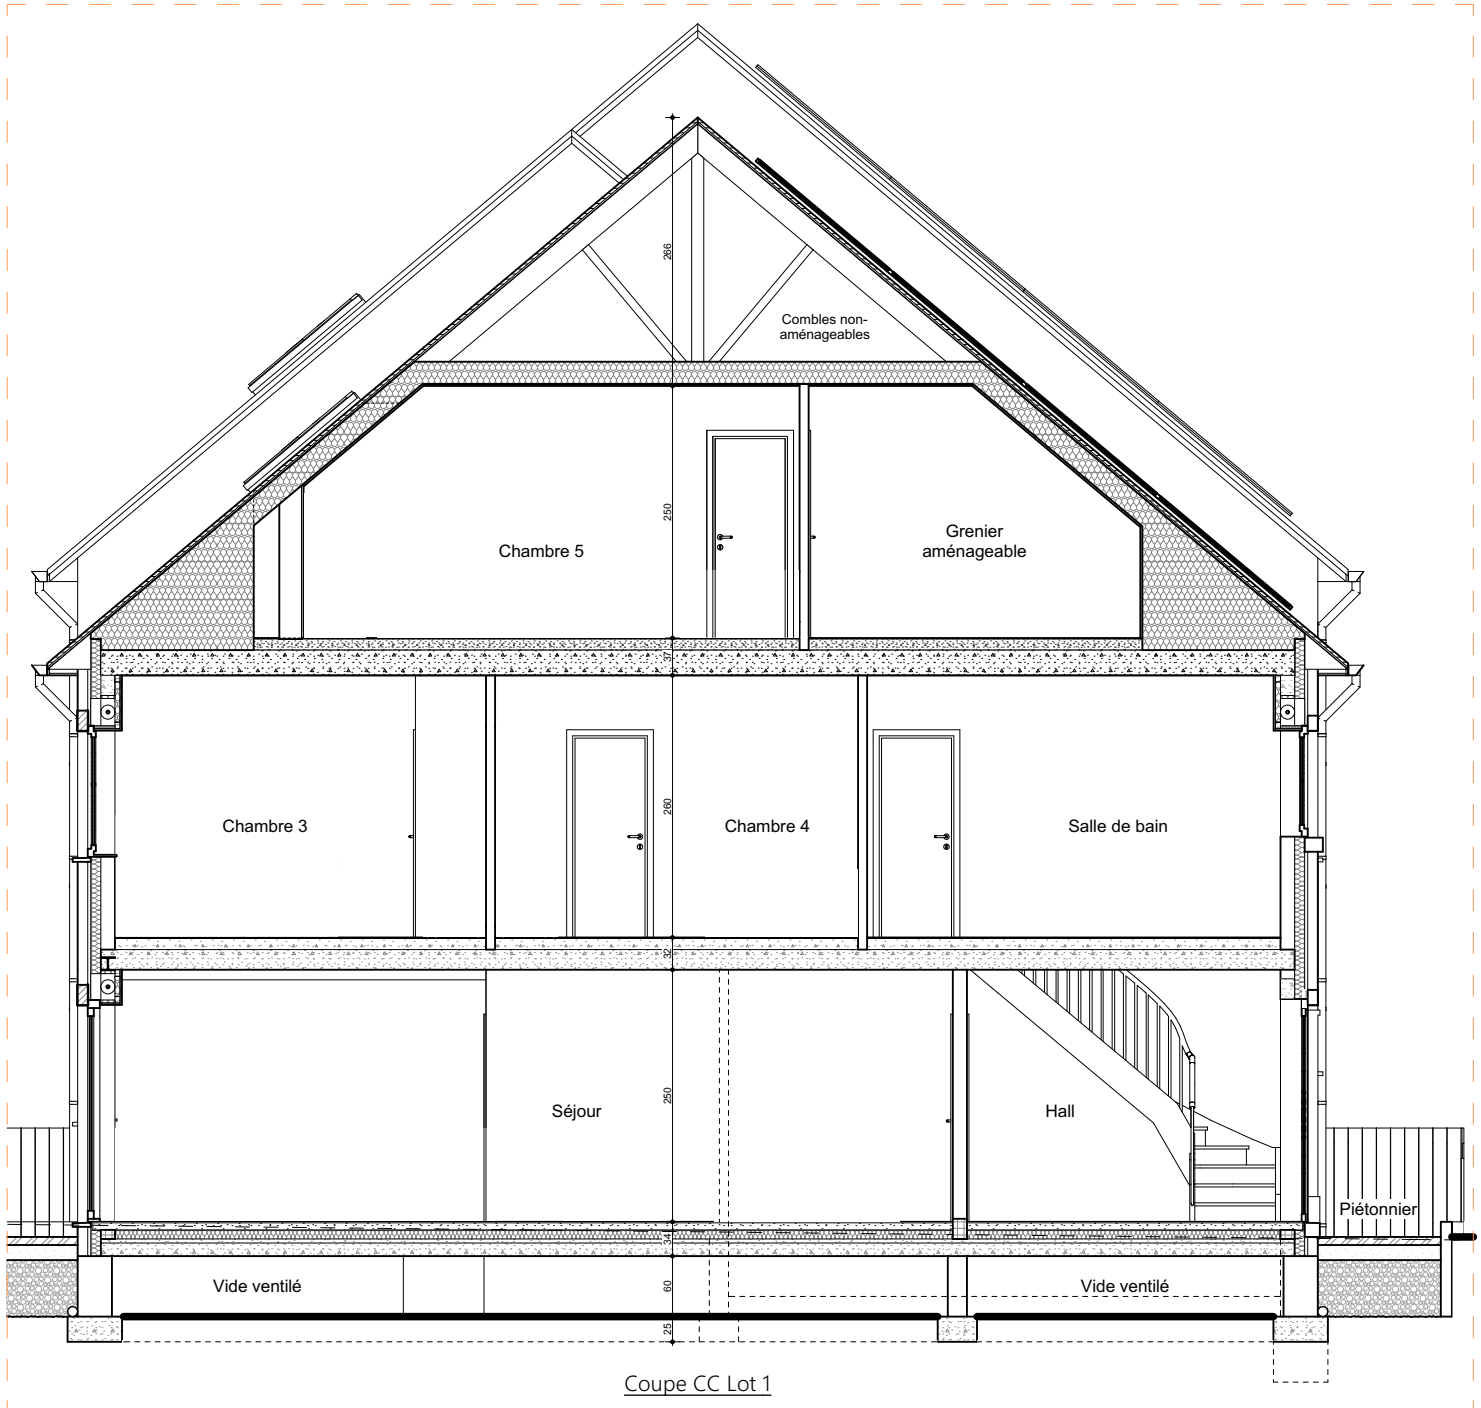 266
Combles non-
aménageables
250
Chambre 5
Grenier
aménageable
37
260
Chambre 3
Chambre 4
Salle de bain
32
250
Séjour
Hall
Piétonnier
34
Vide ventilé
60
Vide ventilé
25
Coupe CC Lot 1